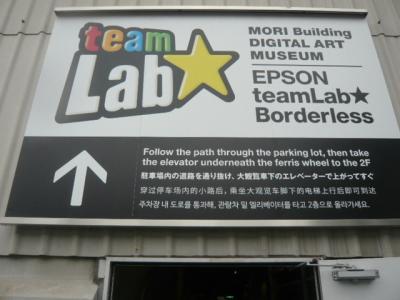 team
Lab★
MORI Building
DIGITAL ART
MUSEUM
EPSON
teamLab★
Borderless
Follow the path through the parking lot, then take
the elevator underneath the ferris wheel to the 2F
駐車場内の道路を通り抜け、大観覧車下のエレベーターで上がってすぐ
穿过停车场内的小路后，乘坐大观览车脚下的电梯上行后即可到达
주차장 내 도로를 통과해, 관람차 밑 엘리베이터를 타고 2층으로 올라가세요.